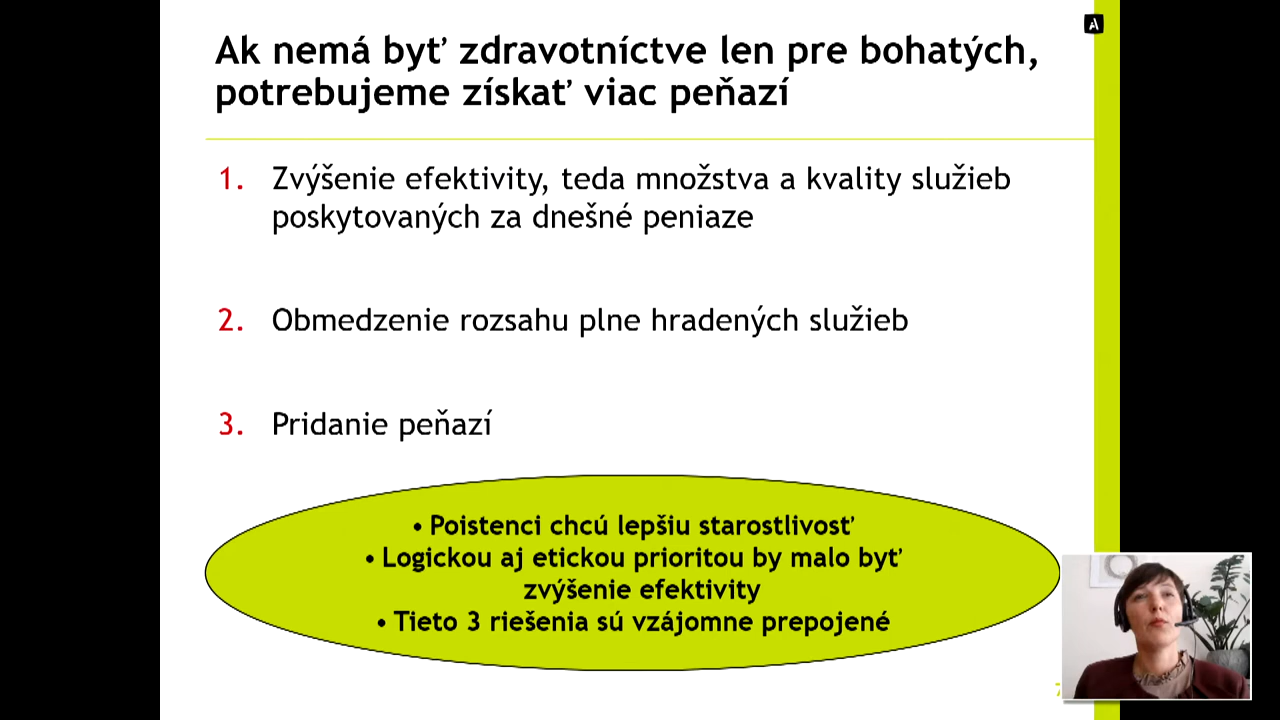 Ak nemá byť zdravotníctve len pre bohatých,
potrebujeme získať viac peňazí
1. Zvýšenie efektivity, teda množstva a kvality služieb
poskytovaných za dnešné peniaze
2. Obmedzenie rozsahu plne hradených služieb
3. Pridanie peňazí
• Poistenci chcú lepšiu starostlivosť
• Logickou aj etickou prioritou by malo byť
zvýšenie efektivity
• Tieto 3 riešenia sú vzájomne prepojené